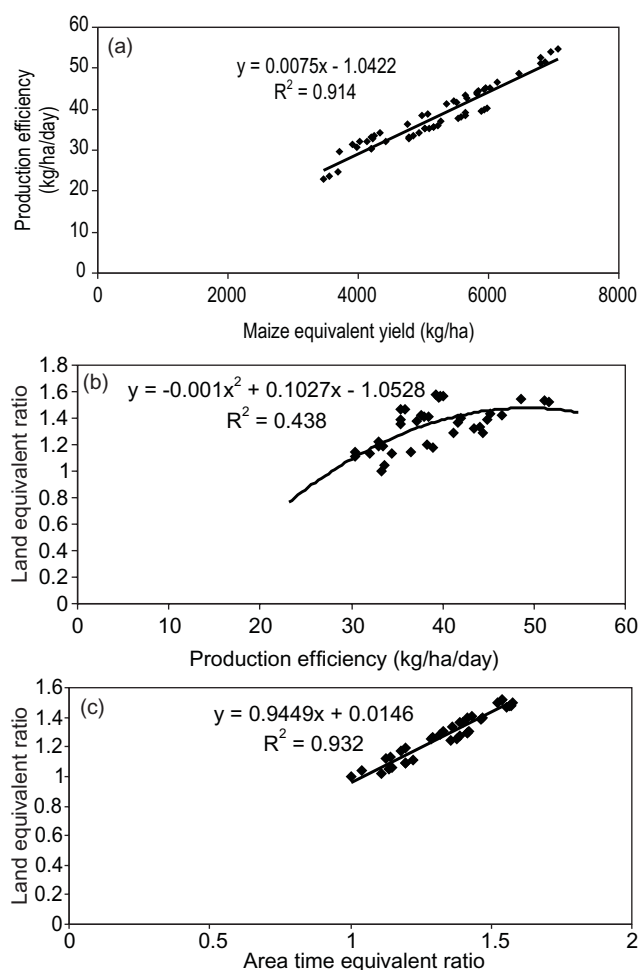 (a)
y = 0.0075x - 1.0422
R² = 0.914
Production efficiency
(kg/ha/day)
60
50
40
30
20
10
0
0 2000 4000 6000 8000
Maize equivalent yield (kg/ha)
(b)
y = -0.001x² + 0.1027x - 1.0528
R² = 0.438
Land equivalent ratio
1.8
1.6
1.4
1.2
1
0.8
0.6
0.4
0.2
0
0 10 20 30 40 50 60
Production efficiency (kg/ha/day)
(c)
y = 0.9449x + 0.0146
R² = 0.932
Land equivalent ratio
1.6
1.4
1.2
1
0.8
0.6
0.4
0.2
0
0 0.5 1 1.5 2
Area time equivalent ratio